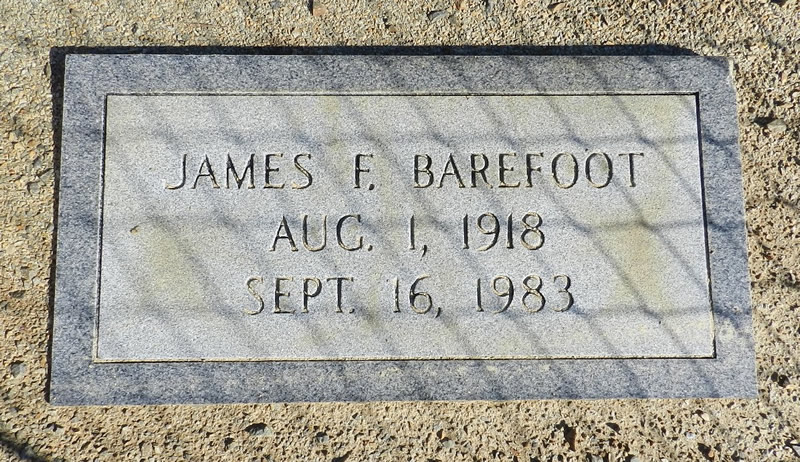 JAMES F. BAREFOOT
AUG. 1, 1918
SEPT. 16, 1983